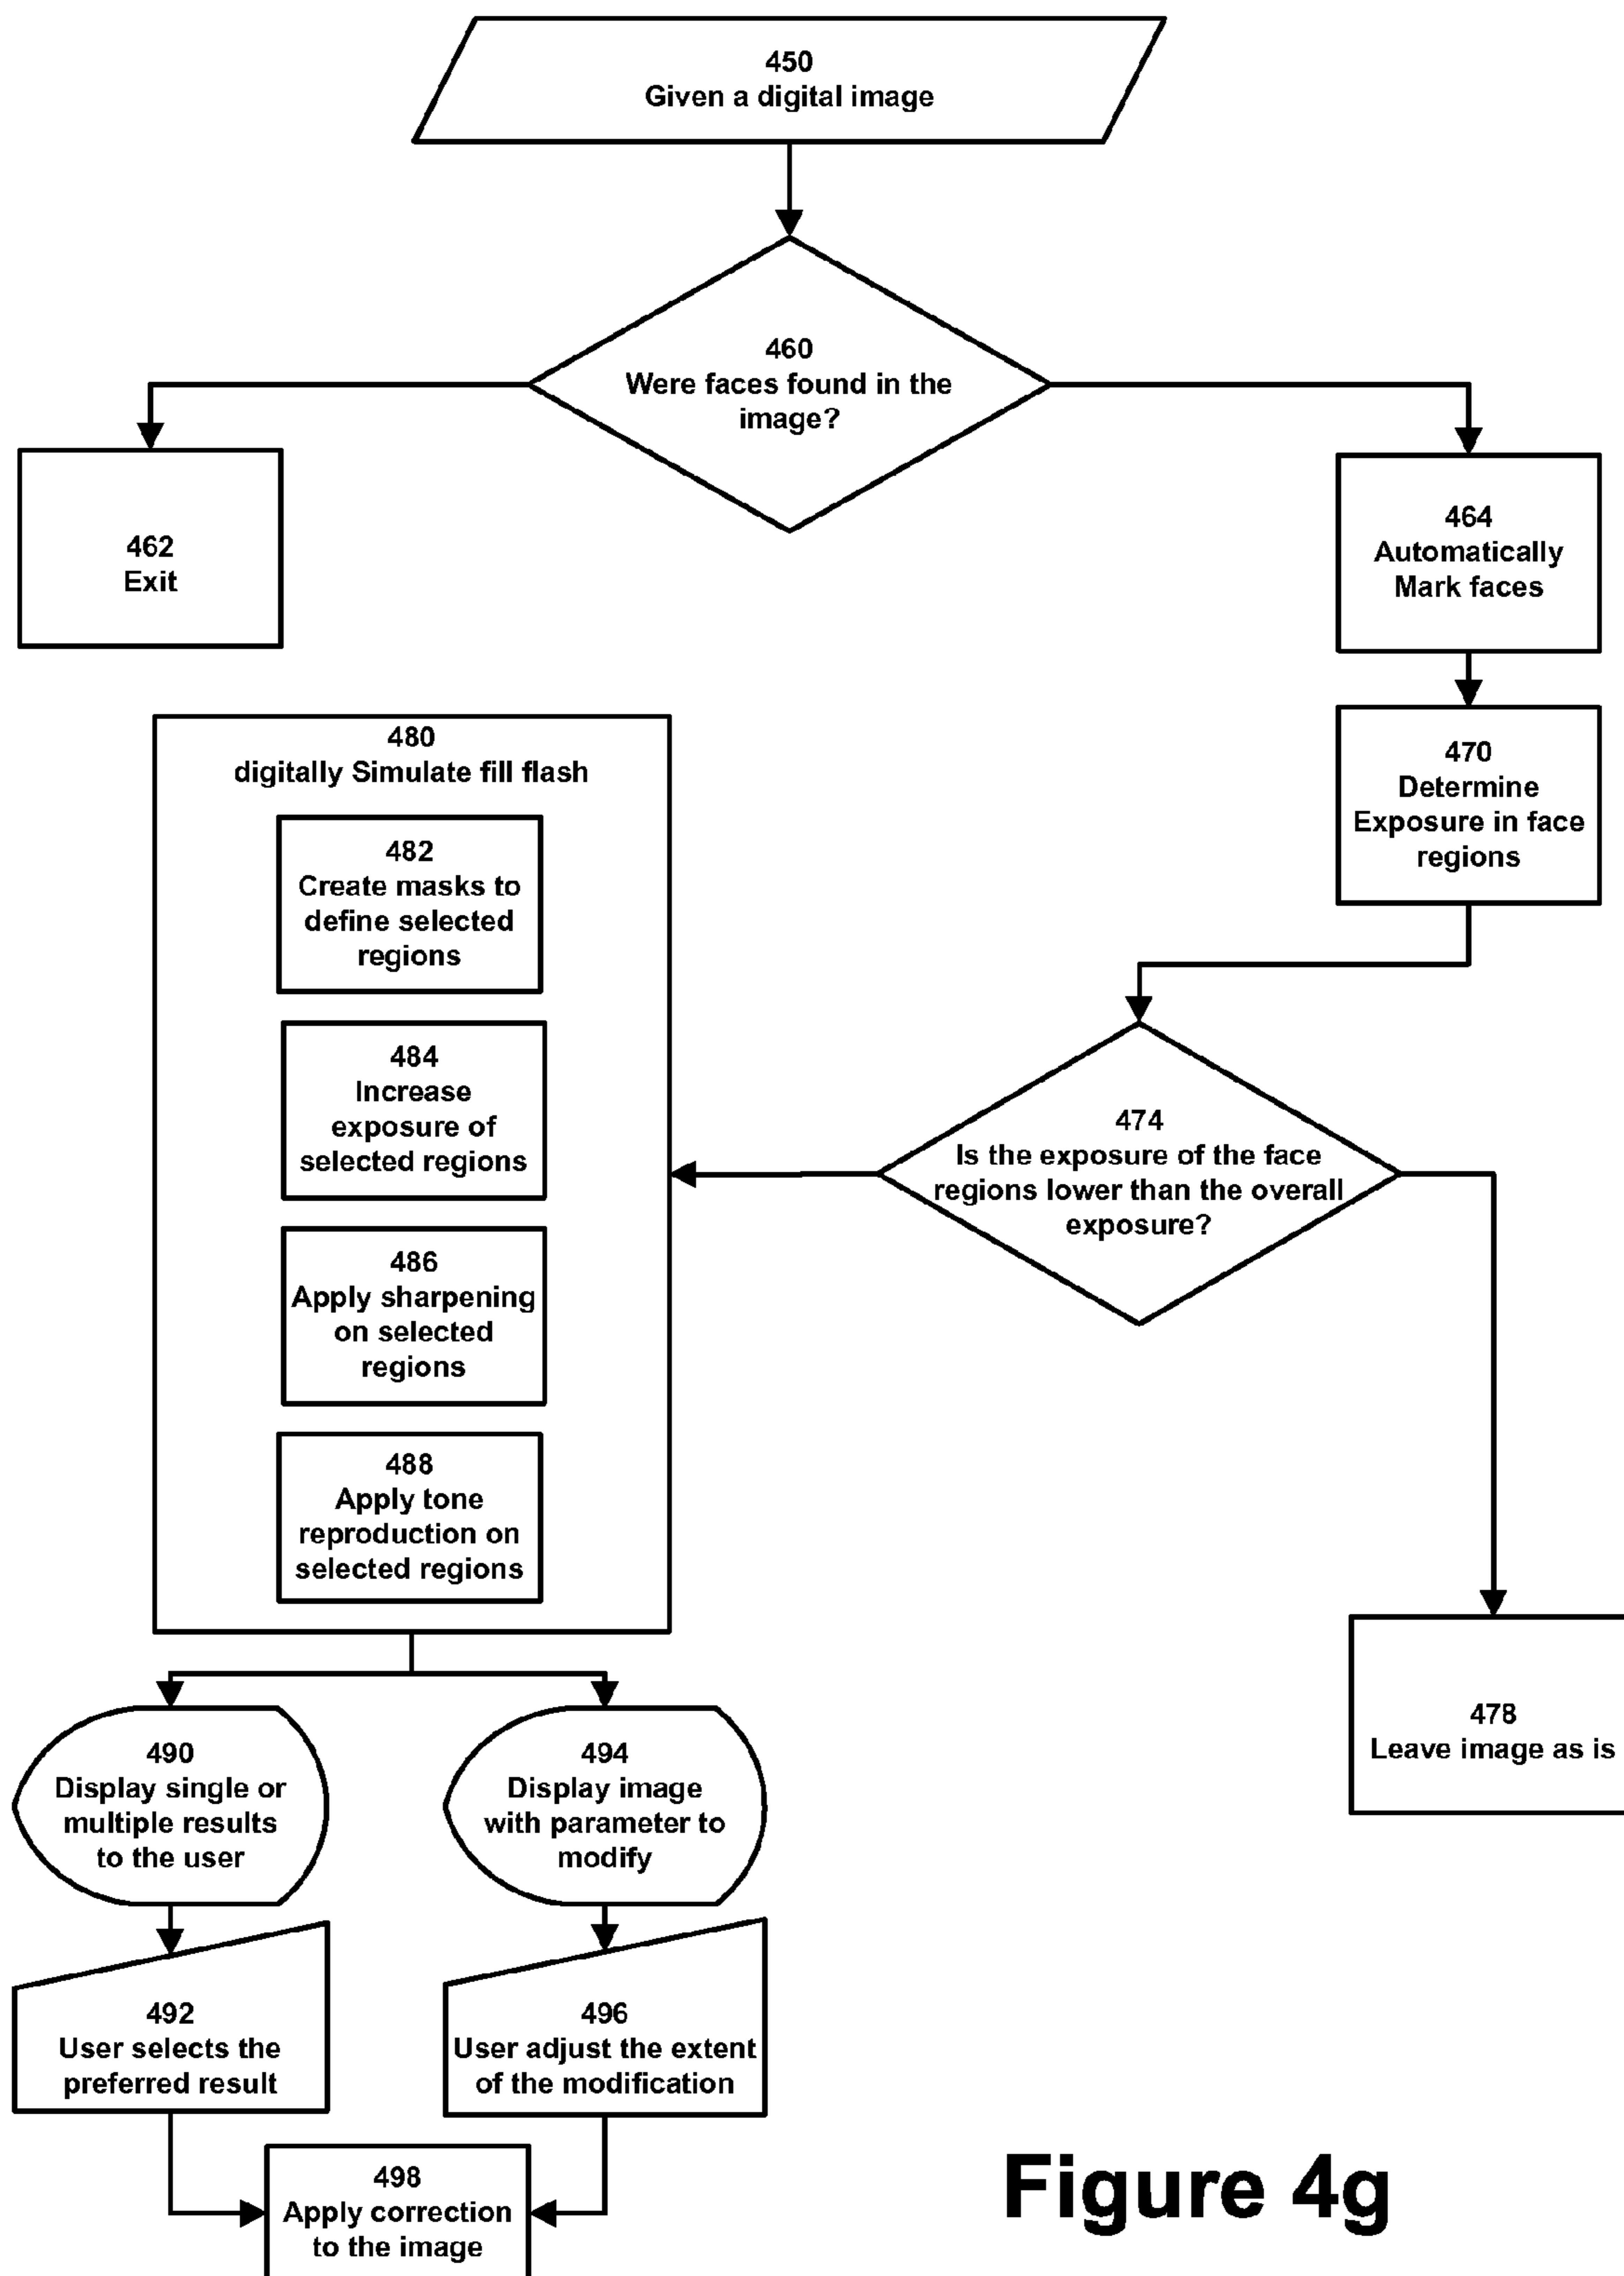 450
Given a digital image
460
Were faces found in the
image?
462
Exit
464
Automatically
Mark faces
470
Determine
Exposure in face
regions
474
Is the exposure of the face
regions lower than the overall
exposure?
478
Leave image as is
480
digitally Simulate fill flash
482
Create masks to
define selected
regions
484
Increase
exposure of
selected regions
486
Apply sharpening
on selected
regions
488
Apply tone
reproduction on
selected regions
490
Display single or
multiple results
to the user
494
Display image
with parameter to
modify
492
User selects the
preferred result
496
User adjust the extent
of the modification
498
Apply correction
to the image
Figure 4g